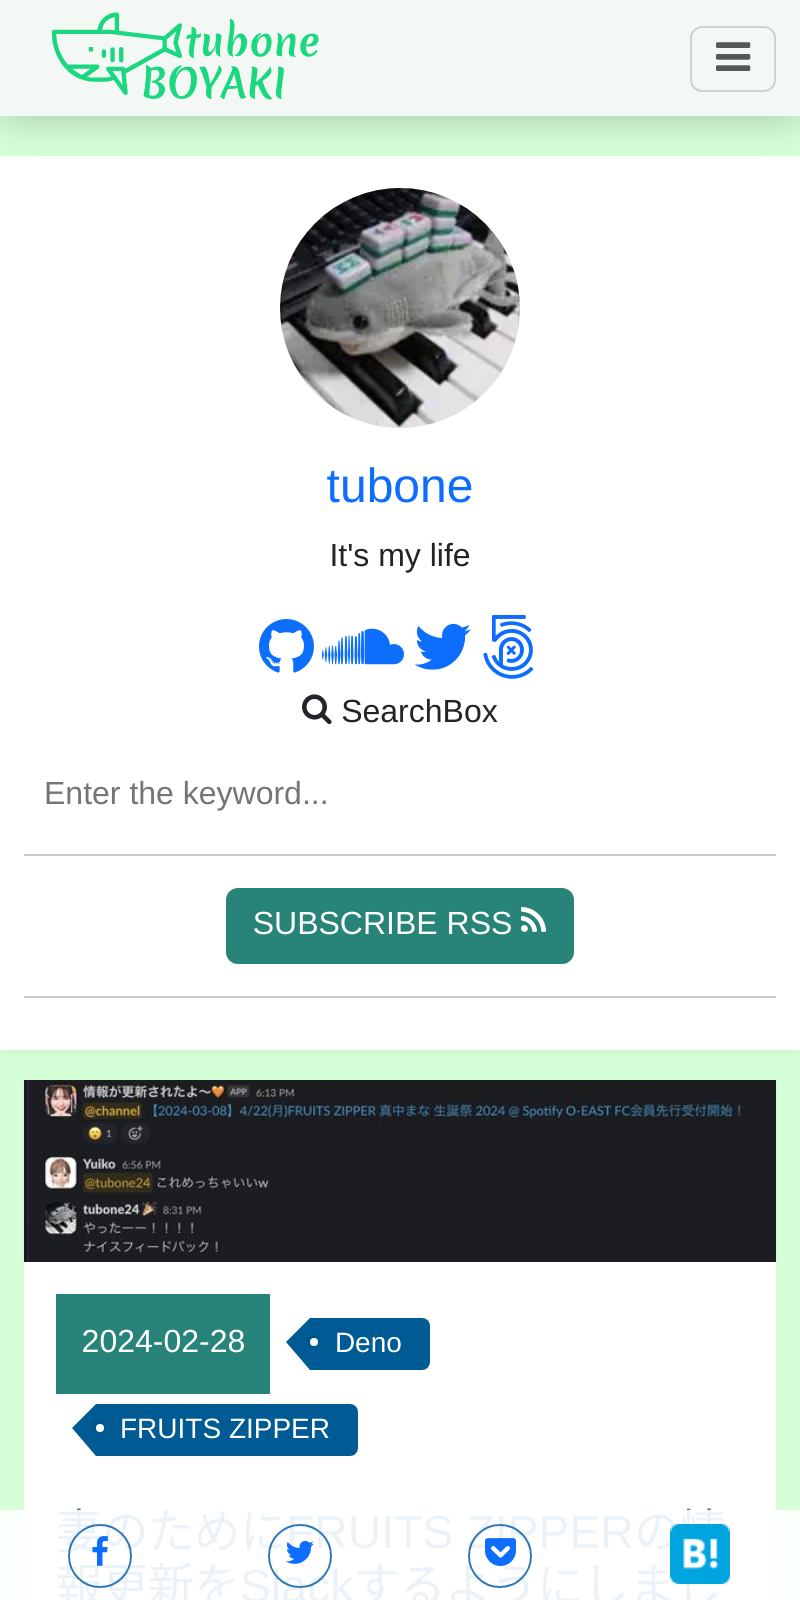 tubone
BOYAKI
tubone
It's my life
SearchBox
Enter the keyword...
SUBSCRIBE RSS
情報が更新されたよ〜🧡 APP 6:13 PM
@channel 【2024-03-08】4/22(月)FRUITS ZIPPER 真中まな 生誕祭 2024 @ Spotify O-EAST FC会員先行受付開始！
😮 1
Yuiko 6:56 PM
@tubone24 これめっちゃいいw
tubone24 🎉 8:31 PM
やったーー！！！！
ナイスフィードバック！
2024-02-28
Deno
FRUITS ZIPPER
妻のためにFRUITS ZIPPERの情
報更新をSlackするようにしまし
B!